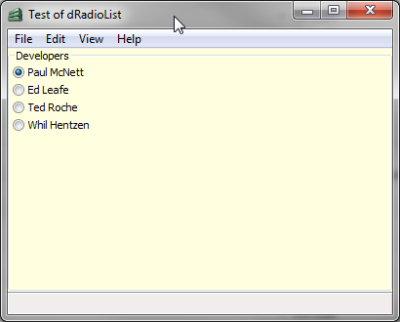 Test of dRadioList
File Edit View Help
Developers
Paul McNett
Ed Leafe
Ted Roche
Whil Hentzen